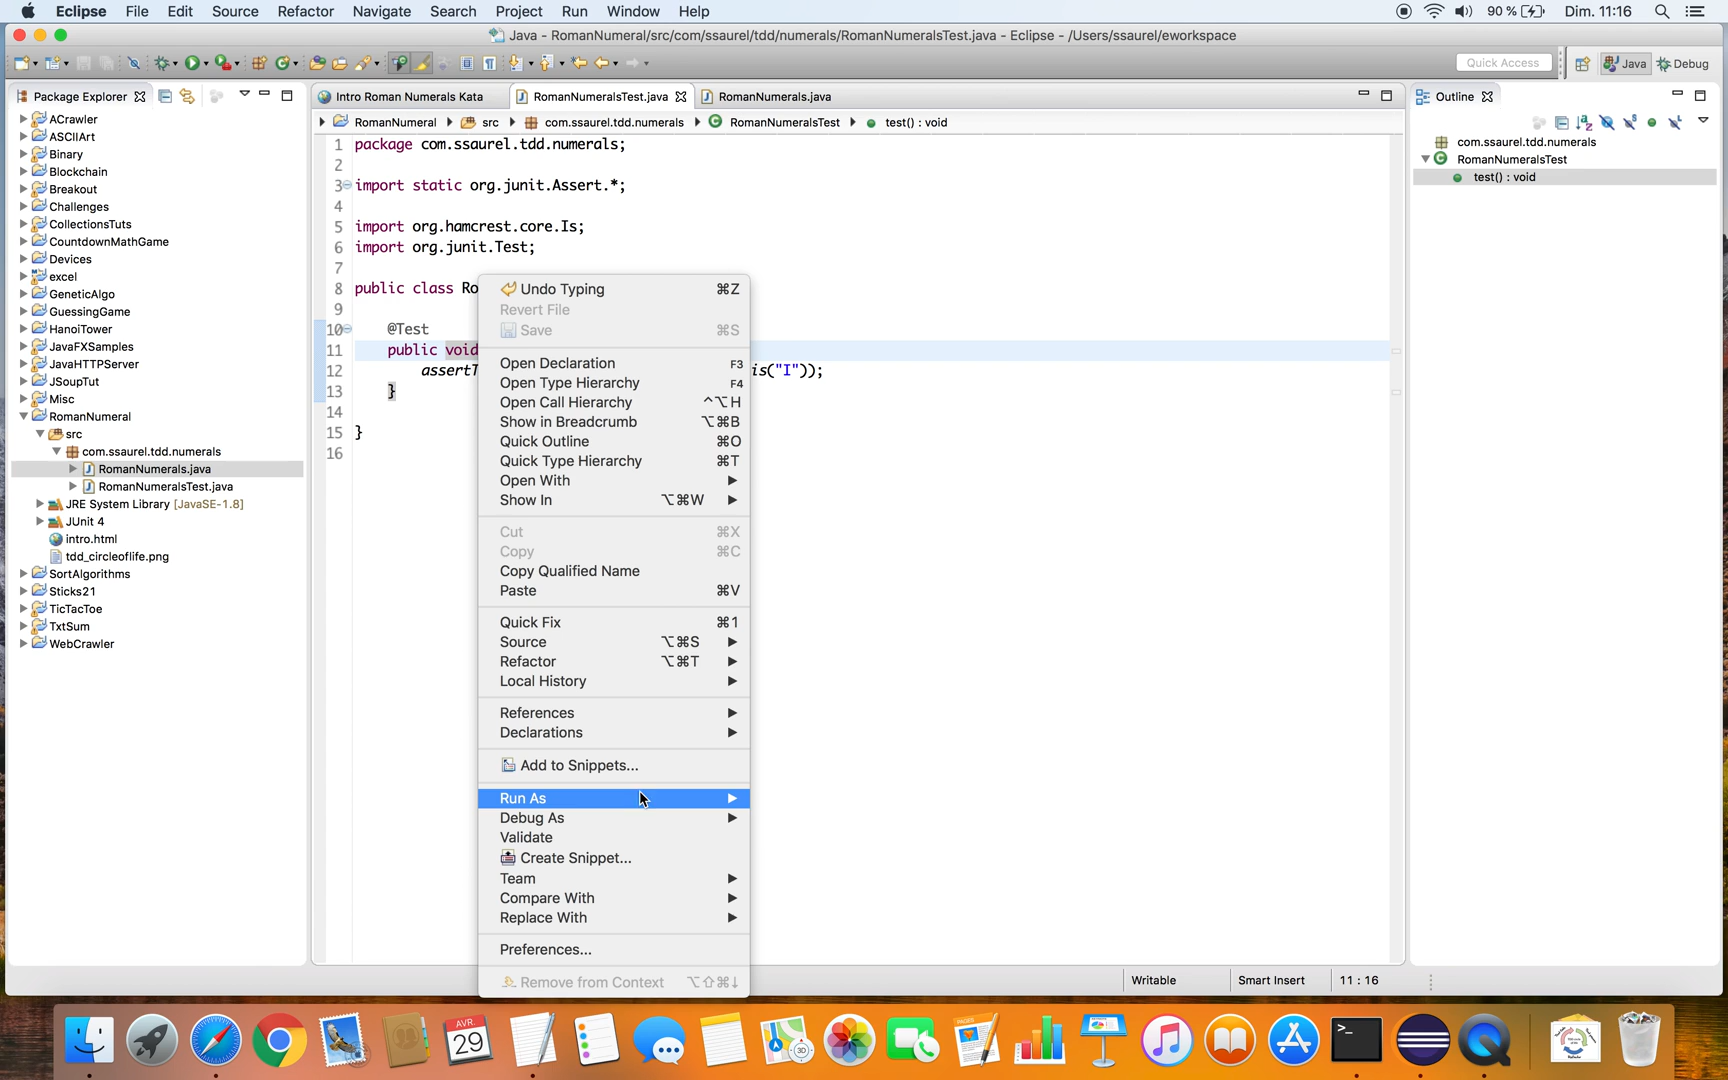 Eclipse File Edit Source Refactor Navigate Search Project Run Window Help 90 % Dim. 11:16
Java - RomanNumeral/src/com/ssaurel/tdd/numerals/RomanNumeralsTest.java - Eclipse - /Users/ssaurel/eworkspace
Quick Access Java Debug
Package Explorer
ACrawler
ASCIIArt
Binary
Blockchain
Breakout
Challenges
CollectionsTuts
CountdownMathGame
Devices
excel
GeneticAlgo
GuessingGame
HanoiTower
JavaFXSamples
JavaHTTPServer
JSoupTut
Misc
RomanNumeral
src
com.ssaurel.tdd.numerals
RomanNumerals.java
RomanNumeralsTest.java
JRE System Library [JavaSE-1.8]
JUnit 4
intro.html
tdd_circleoflife.png
SortAlgorithms
Sticks21
TicTacToe
TxtSum
WebCrawler
Intro Roman Numerals Kata RomanNumeralsTest.java RomanNumerals.java
RomanNumeral src com.ssaurel.tdd.numerals RomanNumeralsTest test() : void
1 package com.ssaurel.tdd.numerals;
2
3 import static org.junit.Assert.*;
4
5 import org.hamcrest.core.Is;
6 import org.junit.Test;
7
8 public class Ro
9
10 @Test
11 public void
12 assertT is("I"));
13 }
14
15 }
16
Undo Typing ⌘Z
Revert File
Save ⌘S
Open Declaration F3
Open Type Hierarchy F4
Open Call Hierarchy ^⌥H
Show in Breadcrumb ⌥⌘B
Quick Outline ⌘O
Quick Type Hierarchy ⌘T
Open With
Show In ⌥⌘W
Cut ⌘X
Copy ⌘C
Copy Qualified Name
Paste ⌘V
Quick Fix ⌘1
Source ⌥⌘S
Refactor ⌥⌘T
Local History
References
Declarations
Add to Snippets...
Run As
Debug As
Validate
Create Snippet...
Team
Compare With
Replace With
Preferences...
Remove from Context ⌥⇧⌘↓
Outline
com.ssaurel.tdd.numerals
RomanNumeralsTest
test() : void
Writable Smart Insert 11 : 16
AVR.
29
PAGES
3D